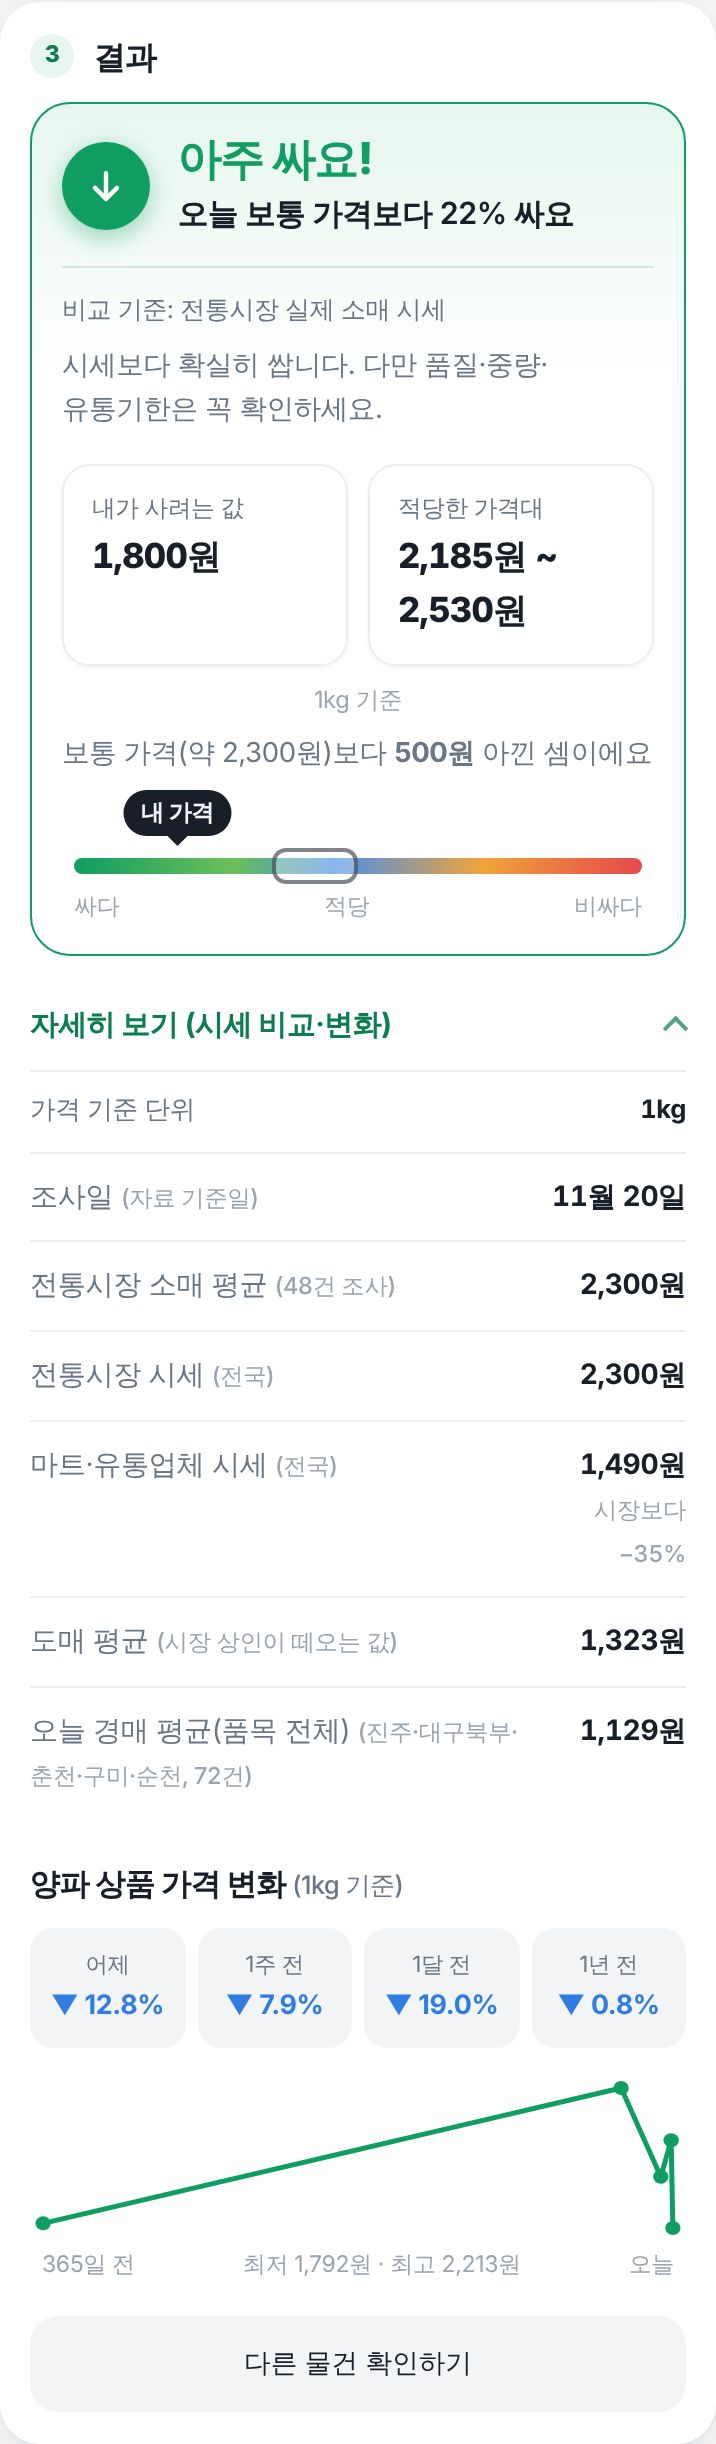 3 결과
아주 싸요!
오늘 보통 가격보다 22% 싸요
비교 기준: 전통시장 실제 소매 시세
시세보다 확실히 쌉니다. 다만 품질·중량·
유통기한은 꼭 확인하세요.
내가 사려는 값
1,800원
적당한 가격대
2,185원 ~
2,530원
1kg 기준
보통 가격(약 2,300원)보다 500원 아낀 셈이에요
내 가격
싸다 적당 비싸다
자세히 보기 (시세 비교·변화)
가격 기준 단위 1kg
조사일 (자료 기준일) 11월 20일
전통시장 소매 평균 (48건 조사) 2,300원
전통시장 시세 (전국) 2,300원
마트·유통업체 시세 (전국) 1,490원
시장보다
−35%
도매 평균 (시장 상인이 떼오는 값) 1,323원
오늘 경매 평균(품목 전체) (진주·대구북부· 1,129원
춘천·구미·순천, 72건)
양파 상품 가격 변화 (1kg 기준)
어제 1주 전 1달 전 1년 전
▼ 12.8% ▼ 7.9% ▼ 19.0% ▼ 0.8%
365일 전 최저 1,792원 · 최고 2,213원 오늘
다른 물건 확인하기